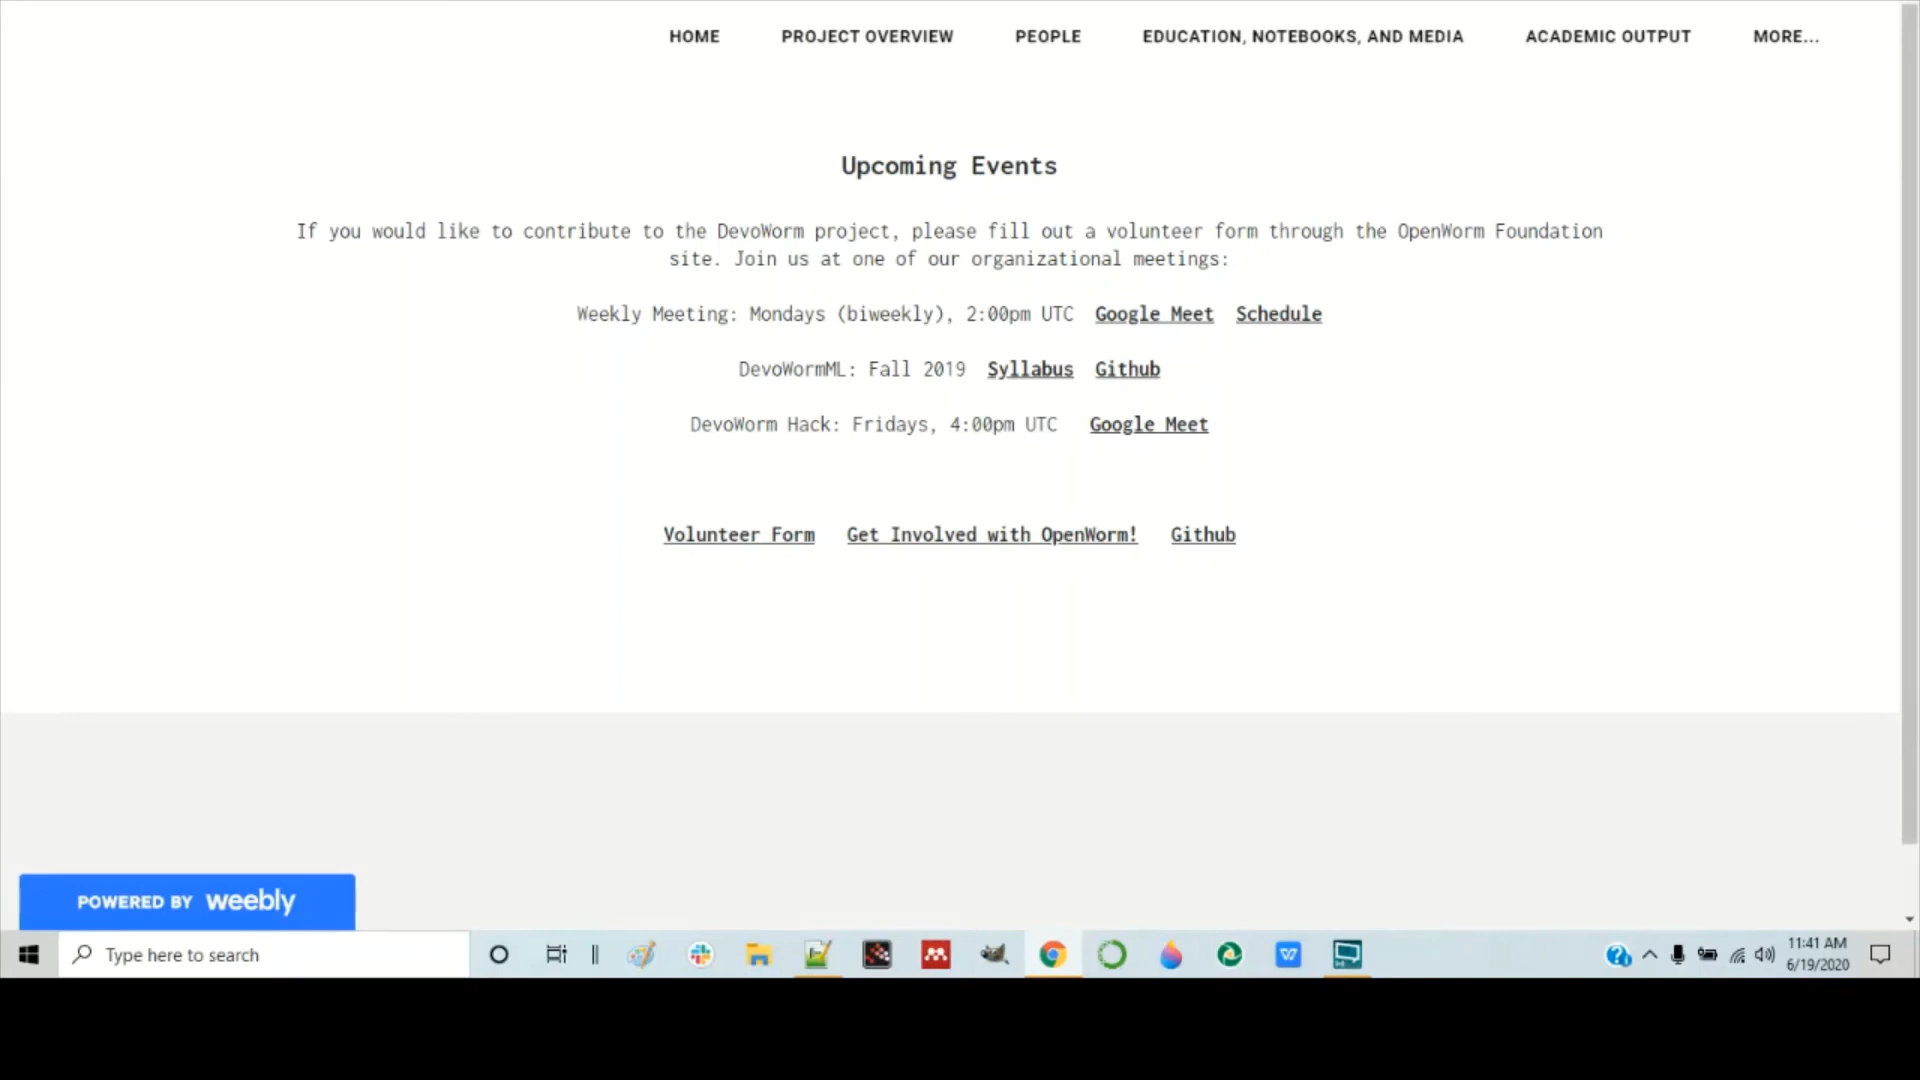 HOME PROJECT OVERVIEW PEOPLE EDUCATION, NOTEBOOKS, AND MEDIA ACADEMIC OUTPUT MORE...
Upcoming Events
If you would like to contribute to the DevoWorm project, please fill out a volunteer form through the OpenWorm Foundation
site. Join us at one of our organizational meetings:
Weekly Meeting: Mondays (biweekly), 2:00pm UTC Google Meet Schedule
DevoWormML: Fall 2019 Syllabus Github
DevoWorm Hack: Fridays, 4:00pm UTC Google Meet
Volunteer Form Get Involved with OpenWorm! Github
POWERED BY weebly
Type here to search
11:41 AM
6/19/2020